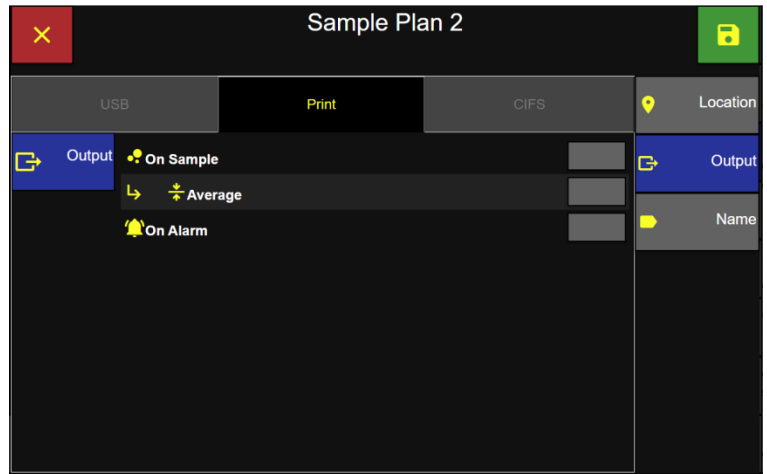 Sample Plan 2
USB
Print
CIFS
Location
Output
On Sample
Output
Average
Name
On Alarm